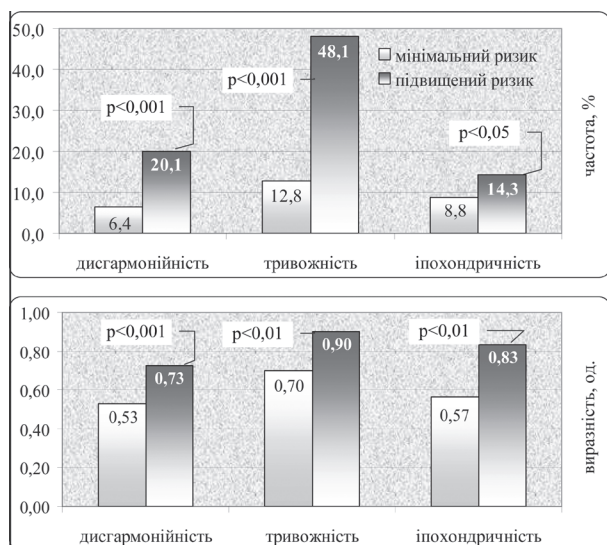 50,0
40,0
30,0
20,0
10,0
0,0
p<0,001
p<0,001
p<0,05
48,1
20,1
14,3
6,4
12,8
8,8
мінімальний ризик
підвищений ризик
частота, %
дисгармонійність тривожність іпохондричність
1,00
0,80
0,60
0,40
0,20
0,00
p<0,001
p<0,01
p<0,01
0,53
0,73
0,70
0,90
0,57
0,83
виразність, од.
дисгармонійність тривожність іпохондричність